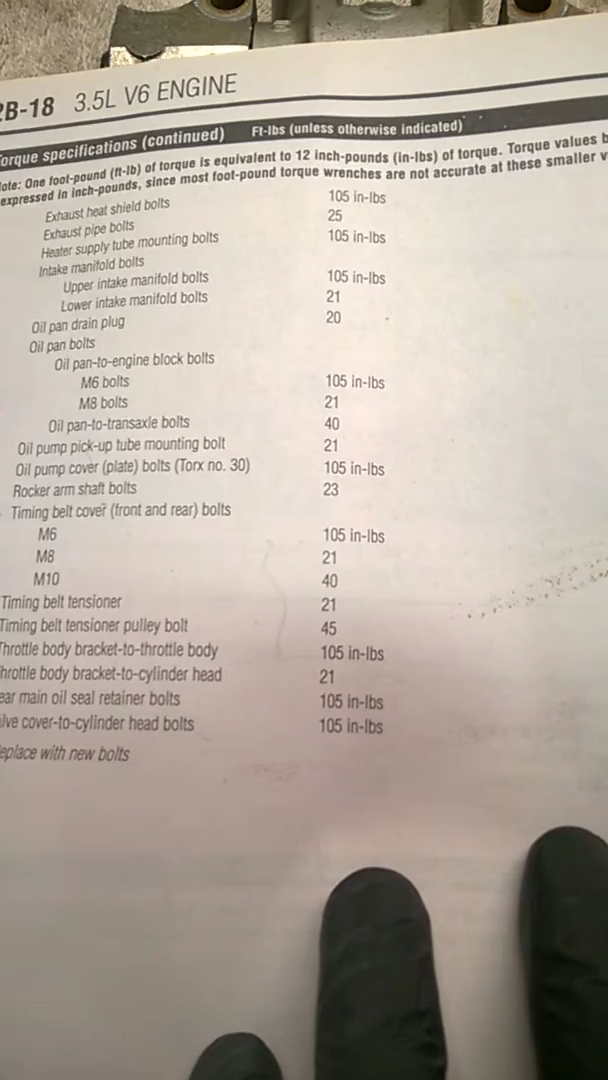 2B-18 3.5L V6 ENGINE
Torque specifications (continued) Ft-lbs (unless otherwise indicated)
Note: One foot-pound (ft-lb) of torque is equivalent to 12 inch-pounds (in-lbs) of torque. Torque values b
expressed in inch-pounds, since most foot-pound torque wrenches are not accurate at these smaller v
Exhaust heat shield bolts 105 in-lbs
Exhaust pipe bolts 25
Heater supply tube mounting bolts 105 in-lbs
Intake manifold bolts
Upper intake manifold bolts 105 in-lbs
Lower intake manifold bolts 21
Oil pan drain plug 20
Oil pan bolts
Oil pan-to-engine block bolts
M6 bolts 105 in-lbs
M8 bolts 21
Oil pan-to-transaxle bolts 40
Oil pump pick-up tube mounting bolt 21
Oil pump cover (plate) bolts (Torx no. 30) 105 in-lbs
Rocker arm shaft bolts 23
Timing belt cover (front and rear) bolts
M6 105 in-lbs
M8 21
M10 40
Timing belt tensioner 21
Timing belt tensioner pulley bolt 45
Throttle body bracket-to-throttle body 105 in-lbs
hrottle body bracket-to-cylinder head 21
ear main oil seal retainer bolts 105 in-lbs
lve cover-to-cylinder head bolts 105 in-lbs
eplace with new bolts